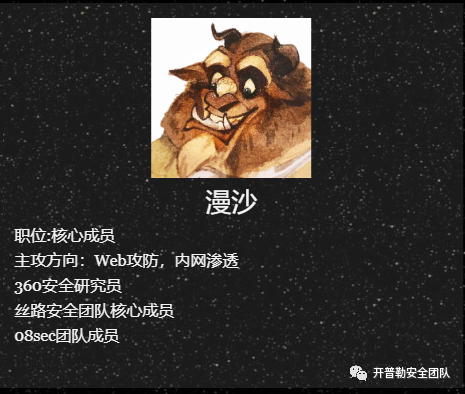 漫沙
职位:核心成员
主攻方向：Web攻防，内网渗透
360安全研究员
丝路安全团队核心成员
08sec团队成员
开普勒安全团队